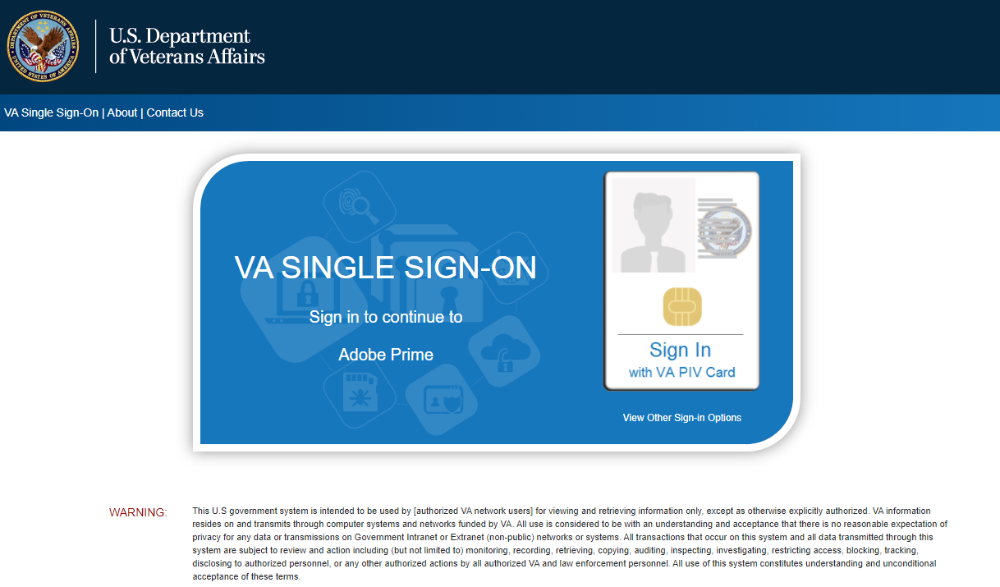 U.S. Department
of Veterans Affairs
VA Single Sign-On | About | Contact Us
VA SINGLE SIGN-ON
Sign in to continue to
Adobe Prime
Sign In
with VA PIV Card
View Other Sign-in Options
WARNING:
This U.S government system is intended to be used by [authorized VA network users] for viewing and retrieving information only, except as otherwise explicitly authorized. VA information
resides on and transmits through computer systems and networks funded by VA. All use is considered to be with an understanding and acceptance that there is no reasonable expectation of
privacy for any data or transmissions on Government Intranet or Extranet (non-public) networks or systems. All transactions that occur on this system and all data transmitted through this
system are subject to review and action including (but not limited to) monitoring, recording, retrieving, copying, auditing, inspecting, investigating, restricting access, blocking, tracking,
disclosing to authorized personnel, or any other authorized actions by all authorized VA and law enforcement personnel. All use of this system constitutes understanding and unconditional
acceptance of these terms.
DEPARTMENT OF VETERANS AFFAIRS
UNITED STATES OF AMERICA